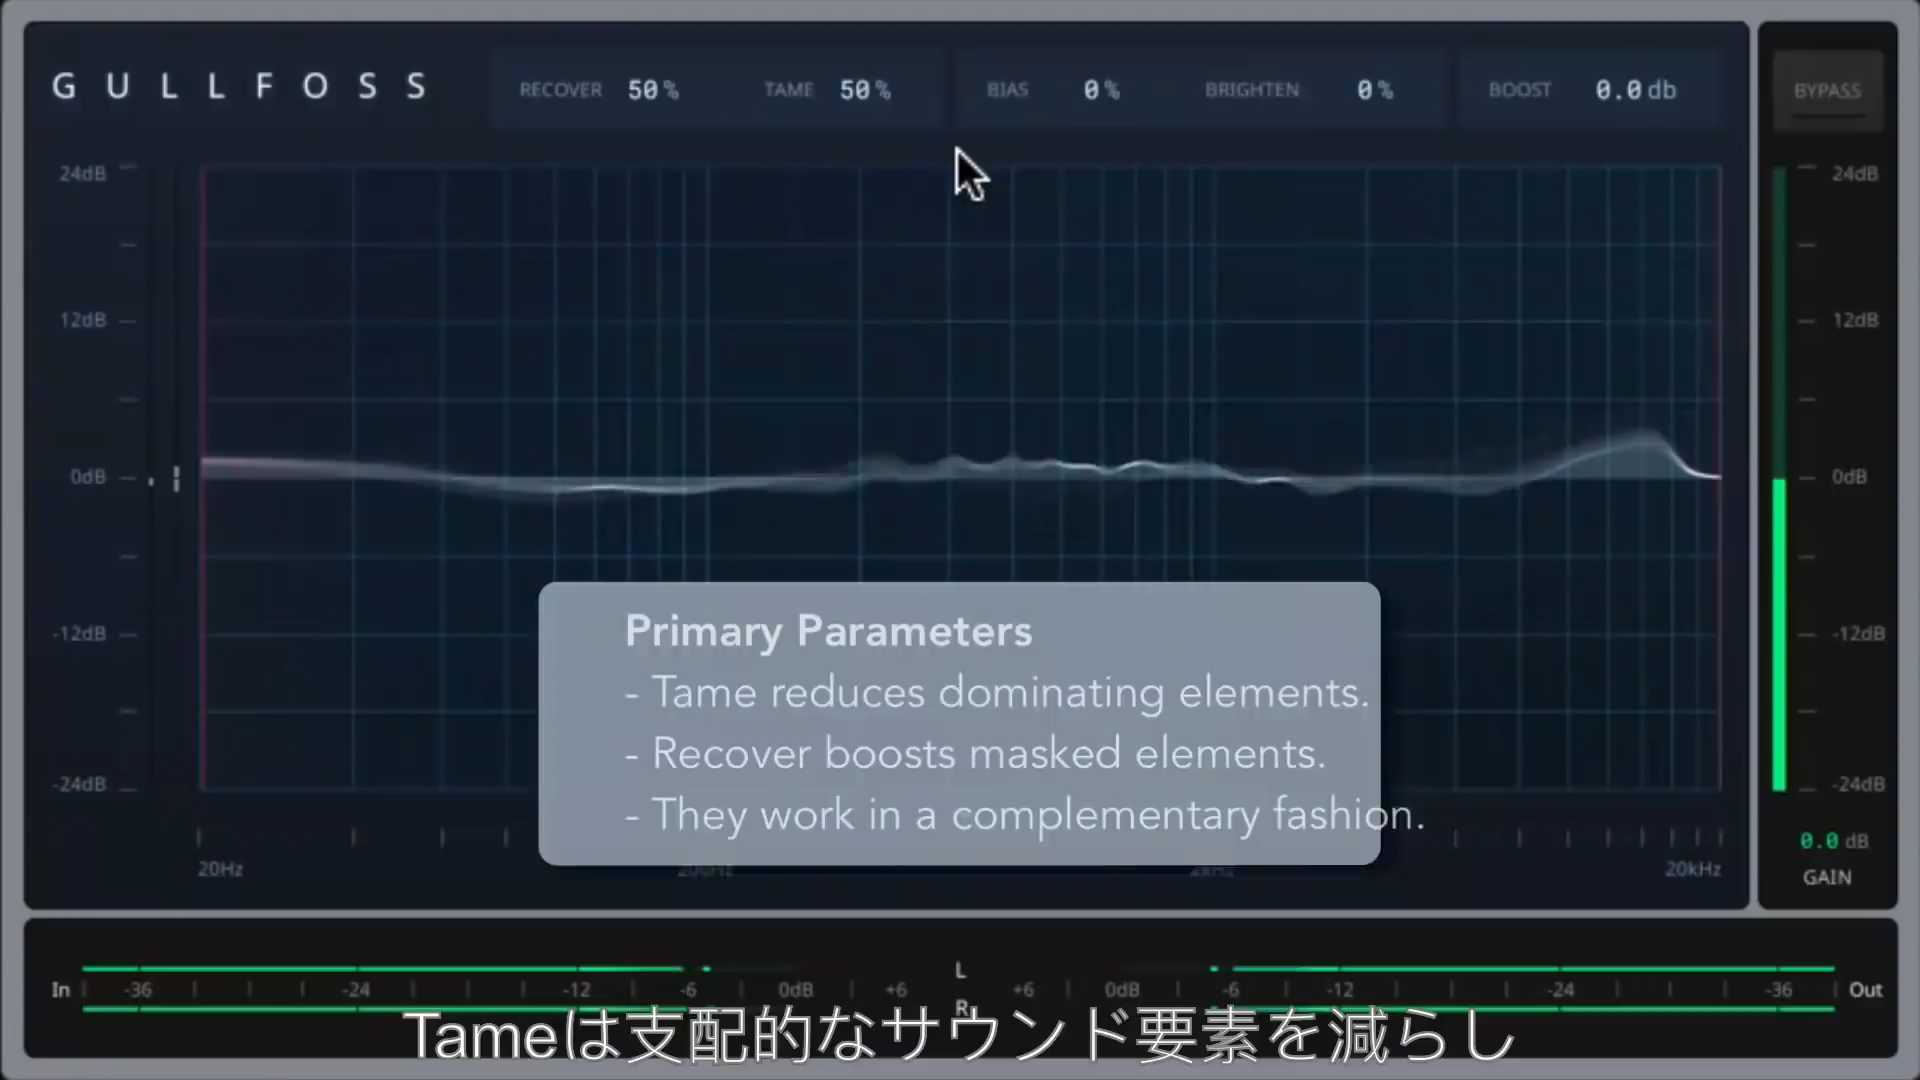 GULLFOSS
RECOVER 50% TAME 50% BIAS 0% BRIGHTEN 0% BOOST 0.0 db BYPASS
24dB 24dB
12dB 12dB
0dB 0dB
-12dB -12dB
-24dB -24dB
Primary Parameters
- Tame reduces dominating elements.
- Recover boosts masked elements.
- They work in a complementary fashion.
0.0 dB
20Hz 200Hz 2kHz 20kHz GAIN
L
In -36 -24 -12 -6 0dB +6 +6 0dB -6 -12 -24 -36 Out
R
Tameは支配的なサウンド要素を減らし